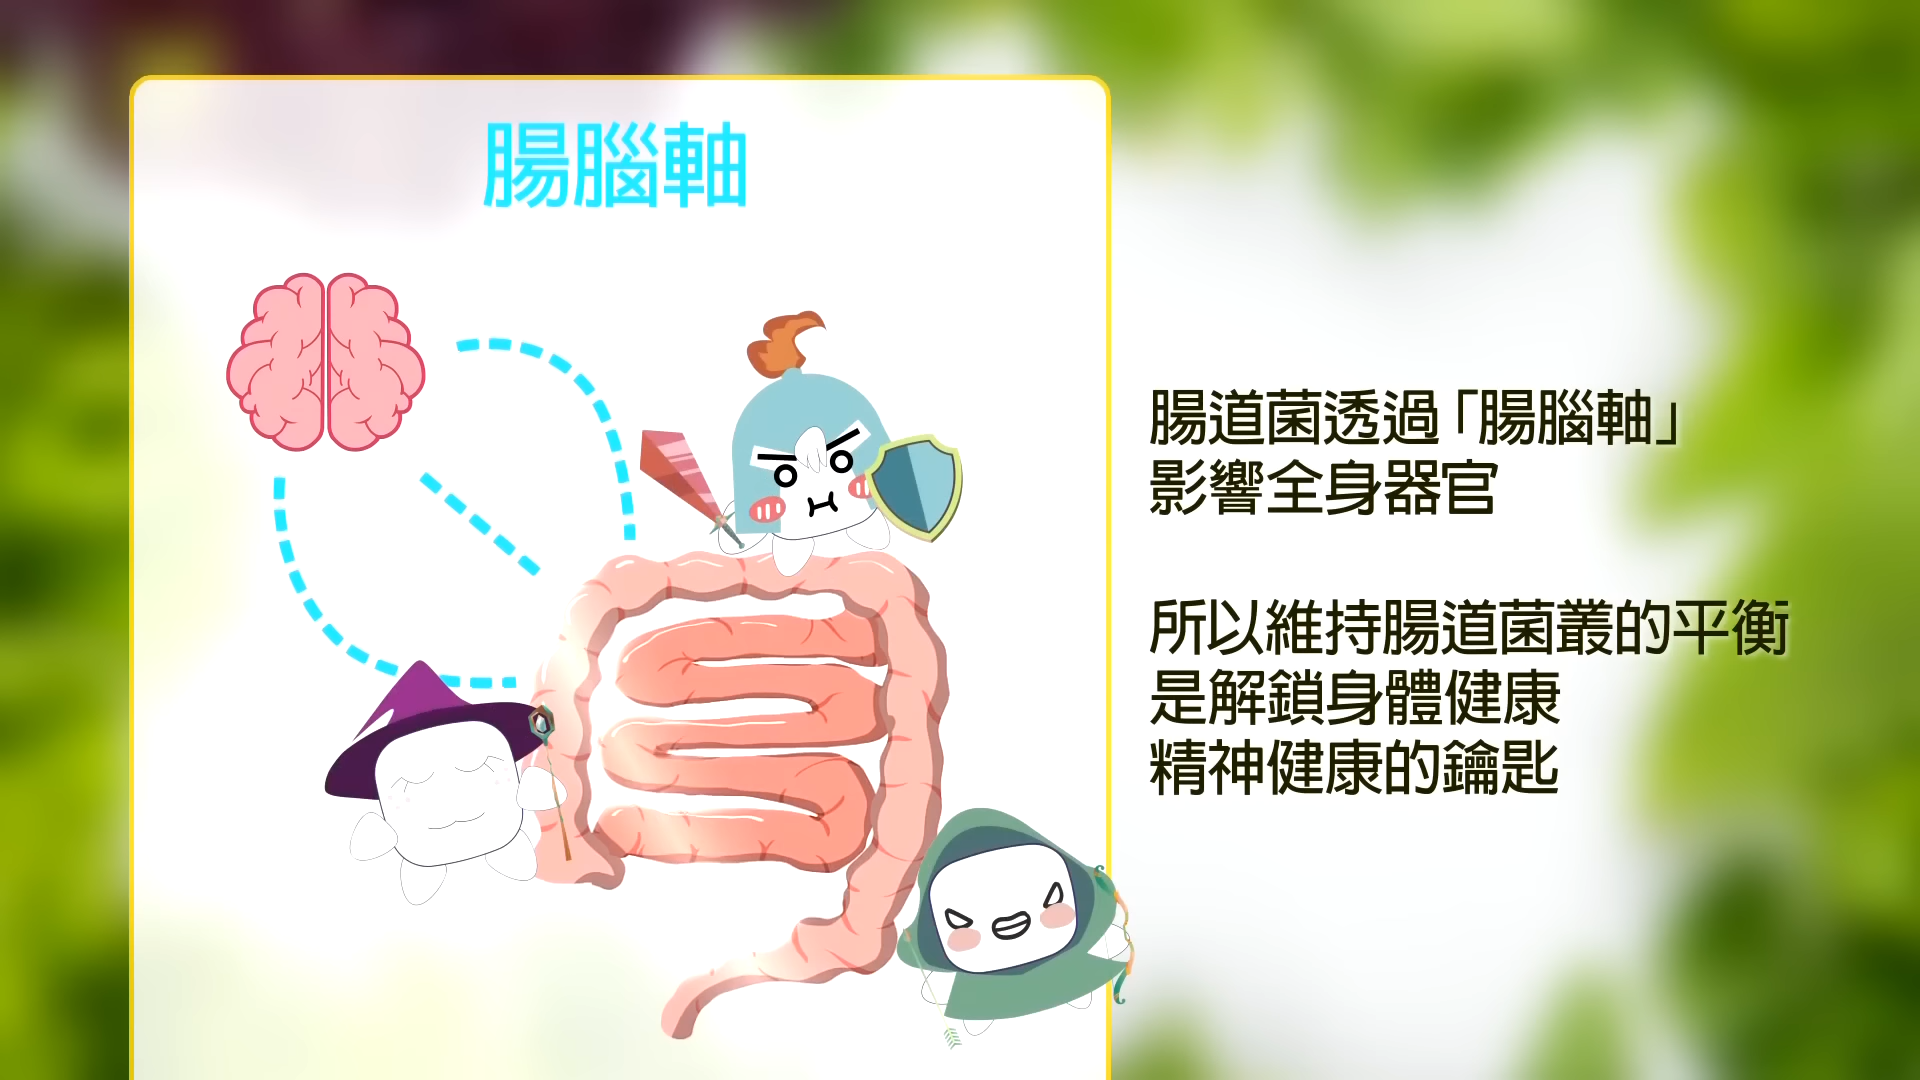 腸腦軸
腸道菌透過「腸腦軸」
影響全身器官
所以維持腸道菌叢的平衡
是解鎖身體健康
精神健康的鑰匙